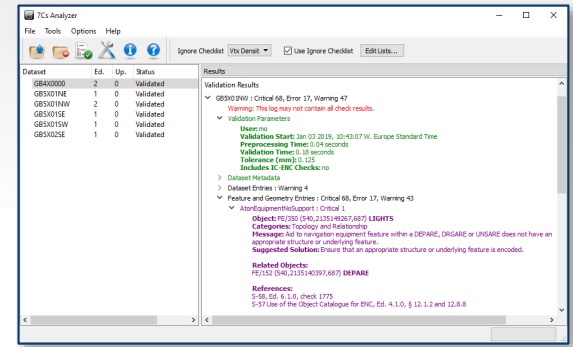 7Cs Analyzer
File Tools Options Help
Ignore Checklist Vtx Densit Use Ignore Checklist Edit Lists...
Dataset Ed. Up. Status
GB4X0000 2 0 Validated
GB5X01NE 1 0 Validated
GB5X01NW 2 0 Validated
GB5X01SE 1 0 Validated
GB5X01SW 1 0 Validated
GB5X02SE 1 0 Validated
Results
Validation Results
GB5X01NW : Critical 68, Error 17, Warning 47
Warning: This log may not contain all check results.
Validation Parameters
User: mo
Validation Start: Jan 03 2019, 10:43:07 W. Europe Standard Time
Preprocessing Time: 0.04 seconds
Validation Time: 0.18 seconds
Tolerance (mm): 0.125
Includes IC-ENC Checks: no
Dataset Metadata
Dataset Entries : Warning 4
Feature and Geometry Entries : Critical 68, Error 17, Warning 43
AtonEquipmentNoSupport : Critical 1
Object: FE/350 (540,2135149267,687) LIGHTS
Categories: Topology and Relationship
Message: Aid to navigation equipment feature within a DEPARE, DRGARE or UNSARE does not have an
appropriate structure or underlying feature.
Suggested Solution: Ensure that an appropriate structure or underlying feature is encoded.
Related Objects:
FE/152 (540,2135140397,687) DEPARE
References:
S-58, Ed. 6.1.0, check 1775
S-57 Use of the Object Catalogue for ENC, Ed. 4.1.0, § 12.1.2 and 12.8.8